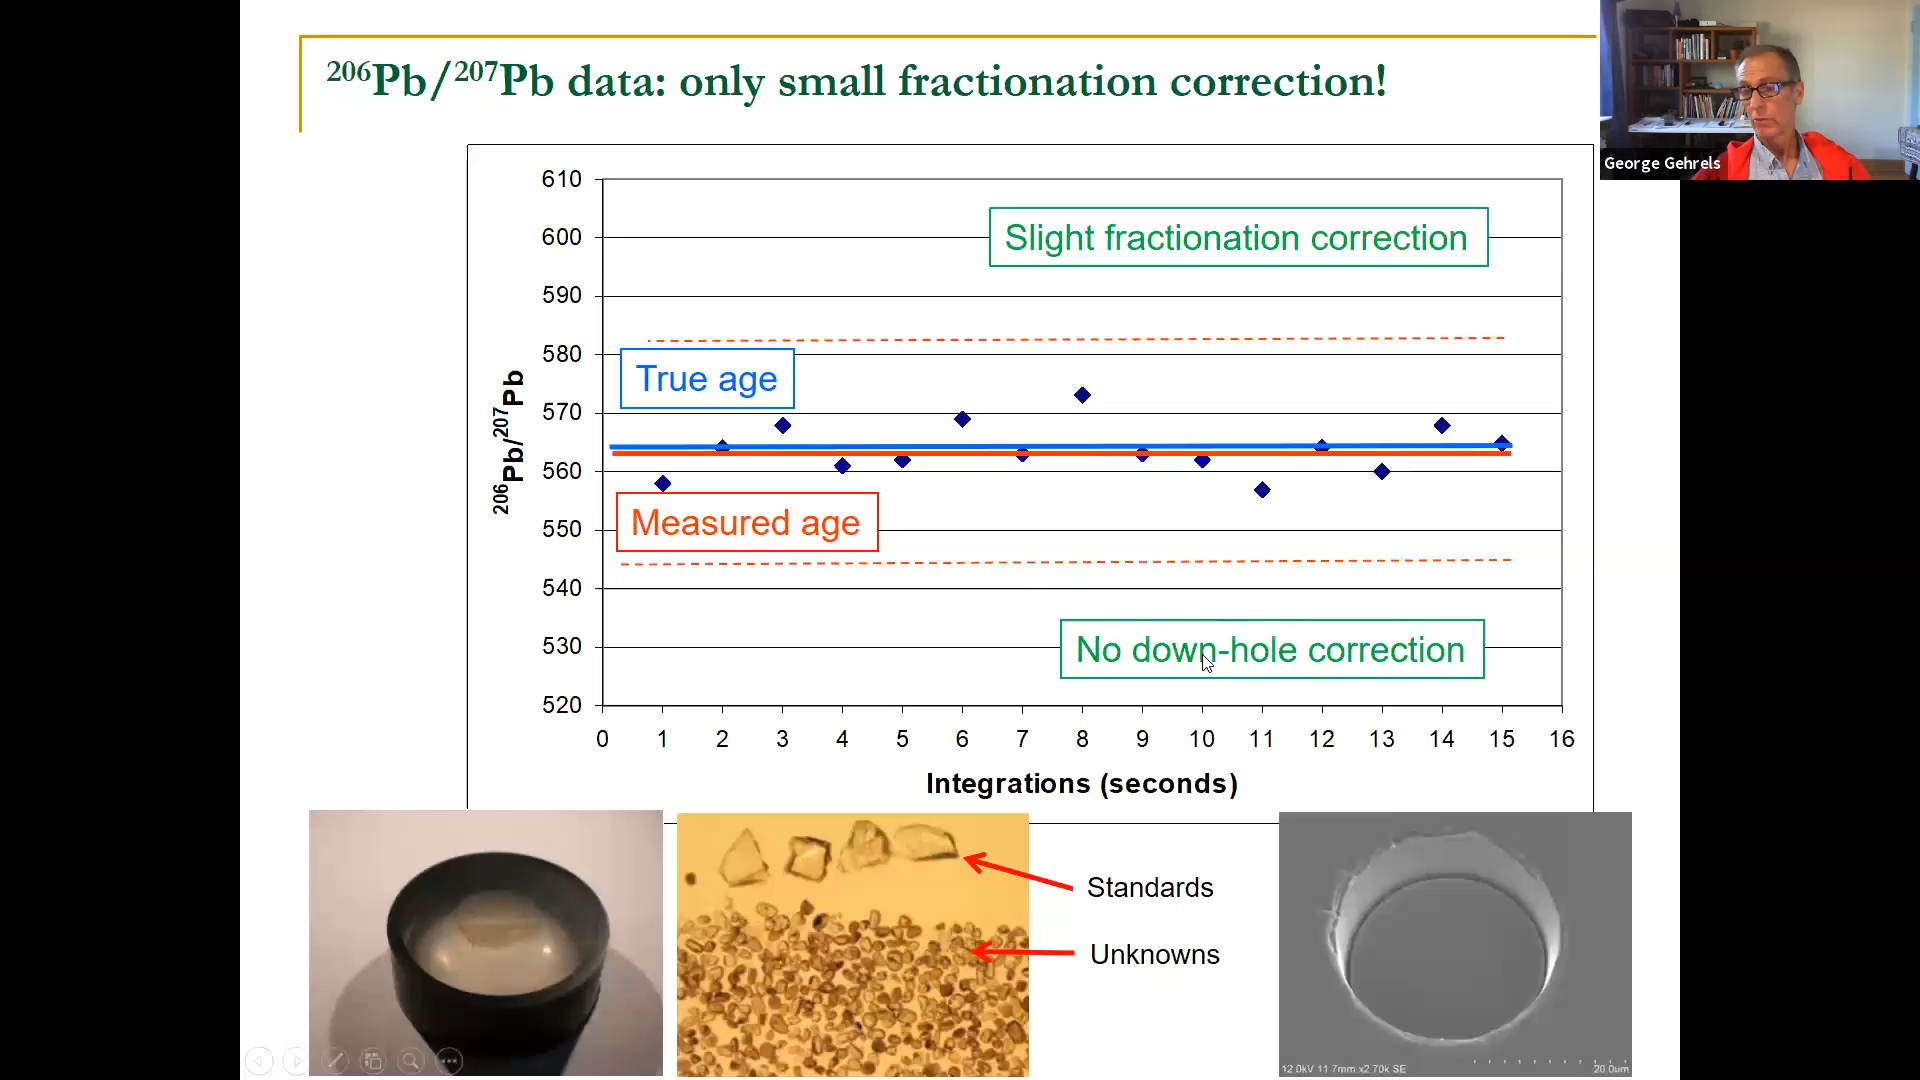 ²⁰⁶Pb/²⁰⁷Pb data: only small fractionation correction!
George Gehrels
610
600
590
580
570
560
550
540
530
520
²⁰⁶Pb/²⁰⁷Pb
Slight fractionation correction
True age
Measured age
No down-hole correction
0 1 2 3 4 5 6 7 8 9 10 11 12 13 14 15 16
Integrations (seconds)
Standards
Unknowns
12.0kV 11.7mm x2.70k SE
20.0um